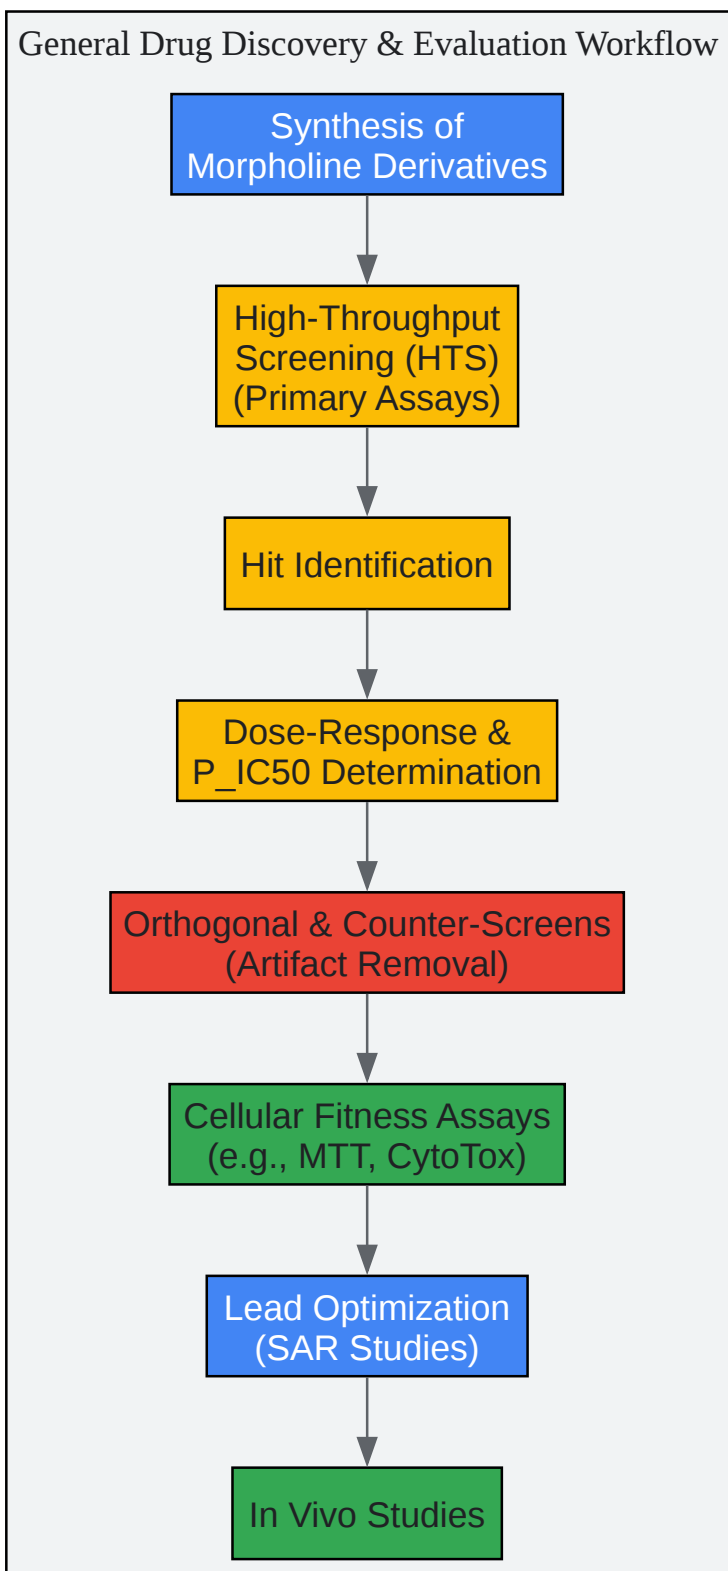 General Drug Discovery & Evaluation Workflow
Synthesis of
Morpholine Derivatives
High-Throughput
Screening (HTS)
(Primary Assays)
Hit Identification
Dose-Response &
P_IC50 Determination
Orthogonal & Counter-Screens
(Artifact Removal)
Cellular Fitness Assays
(e.g., MTT, CytoTox)
Lead Optimization
(SAR Studies)
In Vivo Studies